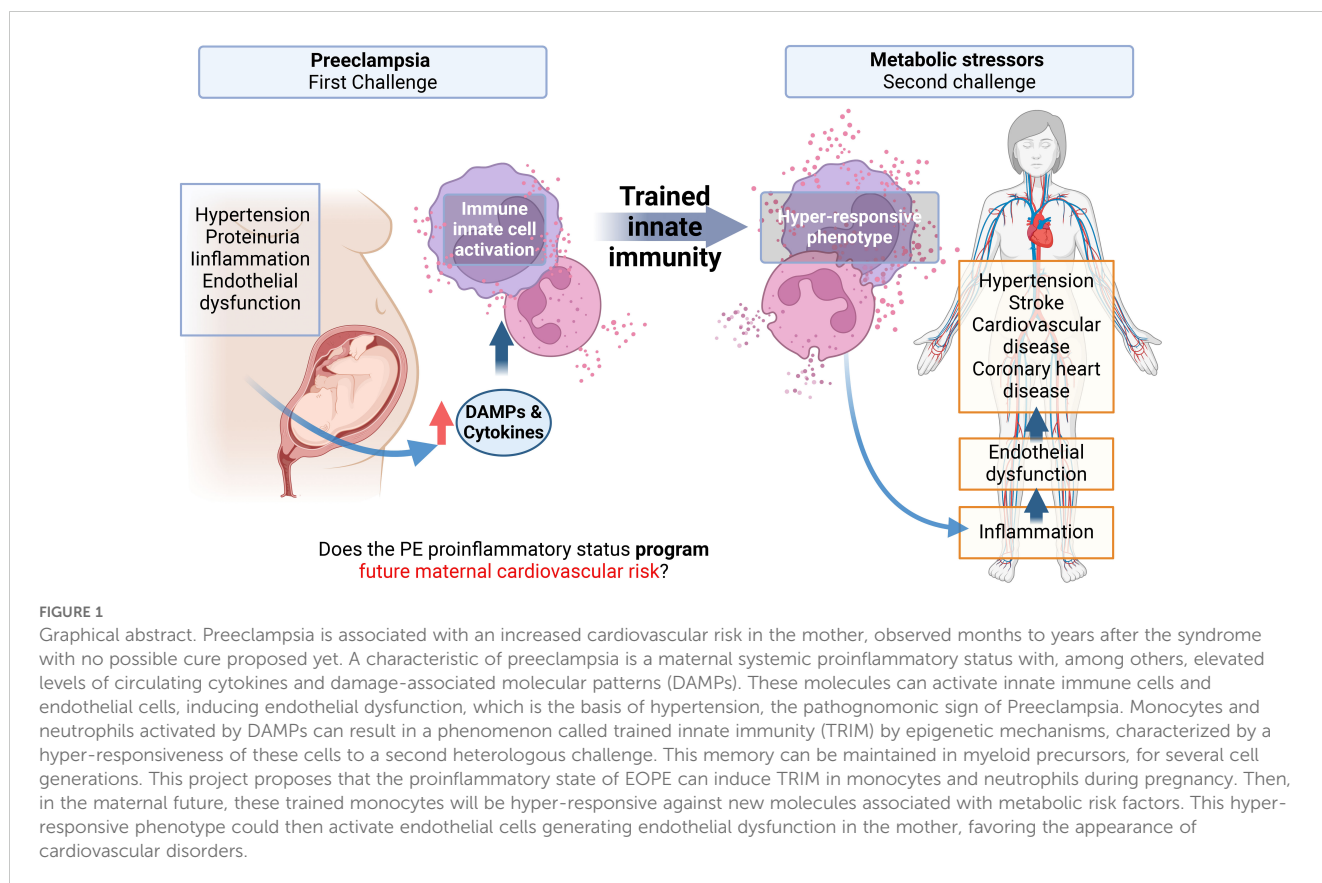 Preeclampsia
First Challenge
Metabolic stressors
Second challenge
Hypertension
Proteinuria
Iinflammation
Endothelial
dysfunction
Immune
innate cell
activation
Trained
innate
immunity
Hyper-responsive
phenotype
DAMPs &
Cytokines
Hypertension
Stroke
Cardiovascular
disease
Coronary heart
disease
Endothelial
dysfunction
Inflammation
Does the PE proinflammatory status program
future maternal cardiovascular risk?
FIGURE 1
Graphical abstract. Preeclampsia is associated with an increased cardiovascular risk in the mother, observed months to years after the syndrome
with no possible cure proposed yet. A characteristic of preeclampsia is a maternal systemic proinflammatory status with, among others, elevated
levels of circulating cytokines and damage-associated molecular patterns (DAMPs). These molecules can activate innate immune cells and
endothelial cells, inducing endothelial dysfunction, which is the basis of hypertension, the pathognomonic sign of Preeclampsia. Monocytes and
neutrophils activated by DAMPs can result in a phenomenon called trained innate immunity (TRIM) by epigenetic mechanisms, characterized by a
hyper-responsiveness of these cells to a second heterologous challenge. This memory can be maintained in myeloid precursors, for several cell
generations. This project proposes that the proinflammatory state of EOPE can induce TRIM in monocytes and neutrophils during pregnancy. Then,
in the maternal future, these trained monocytes will be hyper-responsive against new molecules associated with metabolic risk factors. This hyper-
responsive phenotype could then activate endothelial cells generating endothelial dysfunction in the mother, favoring the appearance of
cardiovascular disorders.